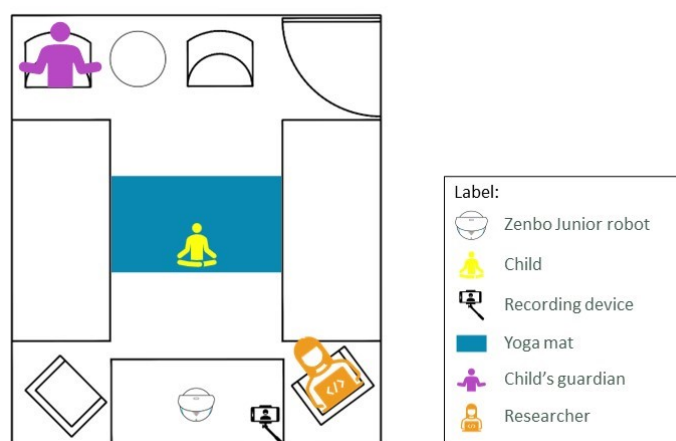 Label:
Zenbo Junior robot
Child
Recording device
Yoga mat
Child's guardian
Researcher
</>